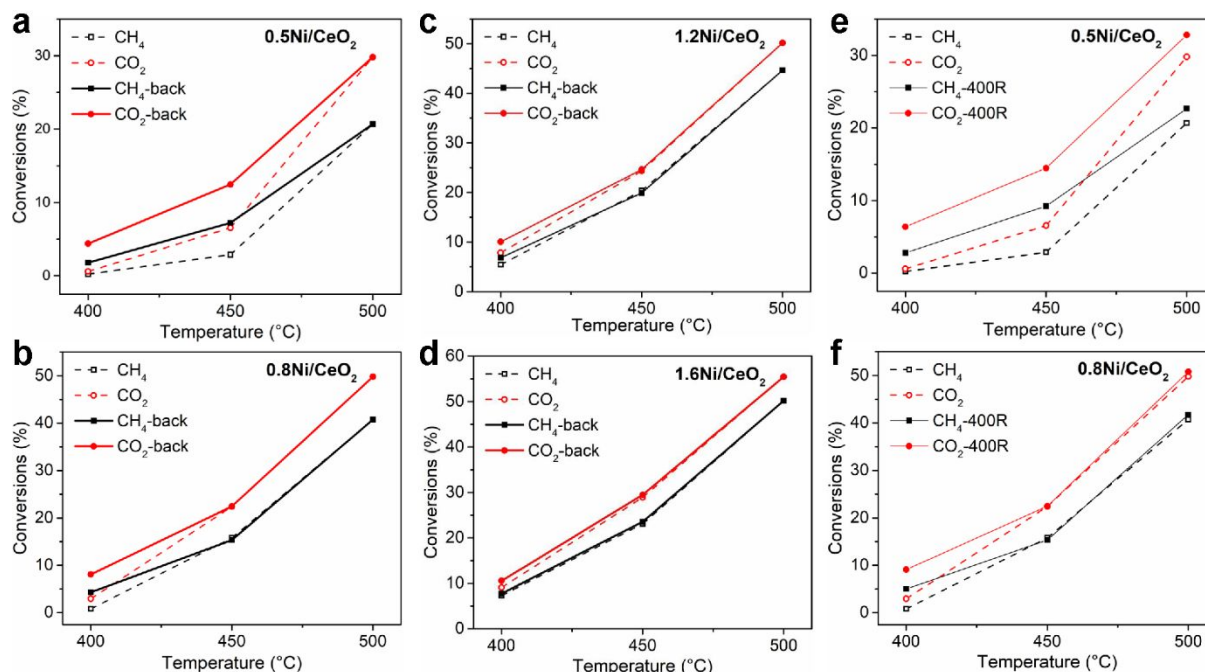 a
0.5Ni/CeO₂
CH₄
CO₂
CH₄-back
CO₂-back
Conversions (%)
30
20
10
0
400
450
500
Temperature (°C)
c
1.2Ni/CeO₂
CH₄
CO₂
CH₄-back
CO₂-back
Conversions (%)
50
40
30
20
10
0
400
450
500
Temperature (°C)
e
0.5Ni/CeO₂
CH₄
CO₂
CH₄-400R
CO₂-400R
Conversions (%)
30
20
10
0
400
450
500
Temperature (°C)
b
0.8Ni/CeO₂
CH₄
CO₂
CH₄-back
CO₂-back
Conversions (%)
50
40
30
20
10
0
400
450
500
Temperature (°C)
d
1.6Ni/CeO₂
CH₄
CO₂
CH₄-back
CO₂-back
Conversions (%)
60
50
40
30
20
10
0
400
450
500
Temperature (°C)
f
0.8Ni/CeO₂
CH₄
CO₂
CH₄-400R
CO₂-400R
Conversions (%)
50
40
30
20
10
0
400
450
500
Temperature (°C)